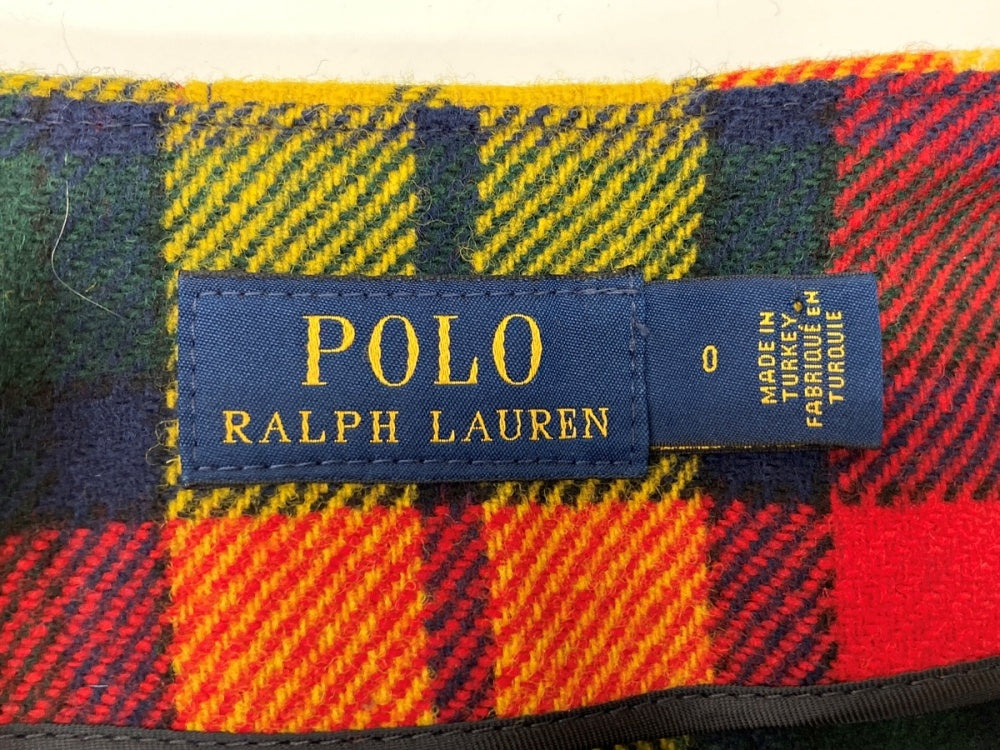 POLO
RALPH LAUREN
0
MADE IN
TURKEY.
FABRIQUÉ EN
TURQUIE